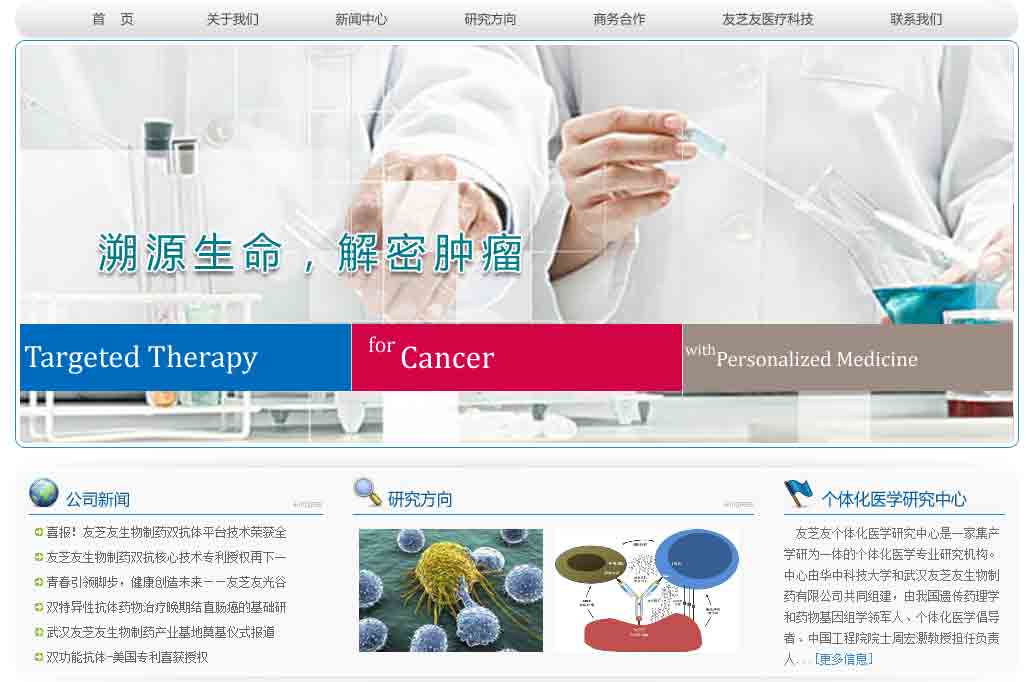 首 页 关于我们 新闻中心 研究方向 商务合作 友芝友医疗科技 联系我们
溯源生命，解密肿瘤
Targeted Therapy for Cancer with Personalized Medicine
公司新闻
喜报！友芝友生物制药双抗体平台技术荣获全
友芝友生物制药双抗核心技术专利授权再下一
青春引领脚步，健康创造未来－－友芝友光谷
双特异性抗体药物治疗晚期结直肠癌的基础研
武汉友芝友生物制药产业基地奠基仪式报道
双功能抗体-美国专利喜获授权
研究方向
个体化医学研究中心
友芝友个体化医学研究中心是一家集产
学研为一体的个体化医学专业研究机构。
中心由华中科技大学和武汉友芝友生物制
药有限公司共同组建，由我国遗传药理学
和药物基因组学领军人、个体化医学倡导
者、中国工程院院士周宏灏教授担任负责
人...[更多信息]